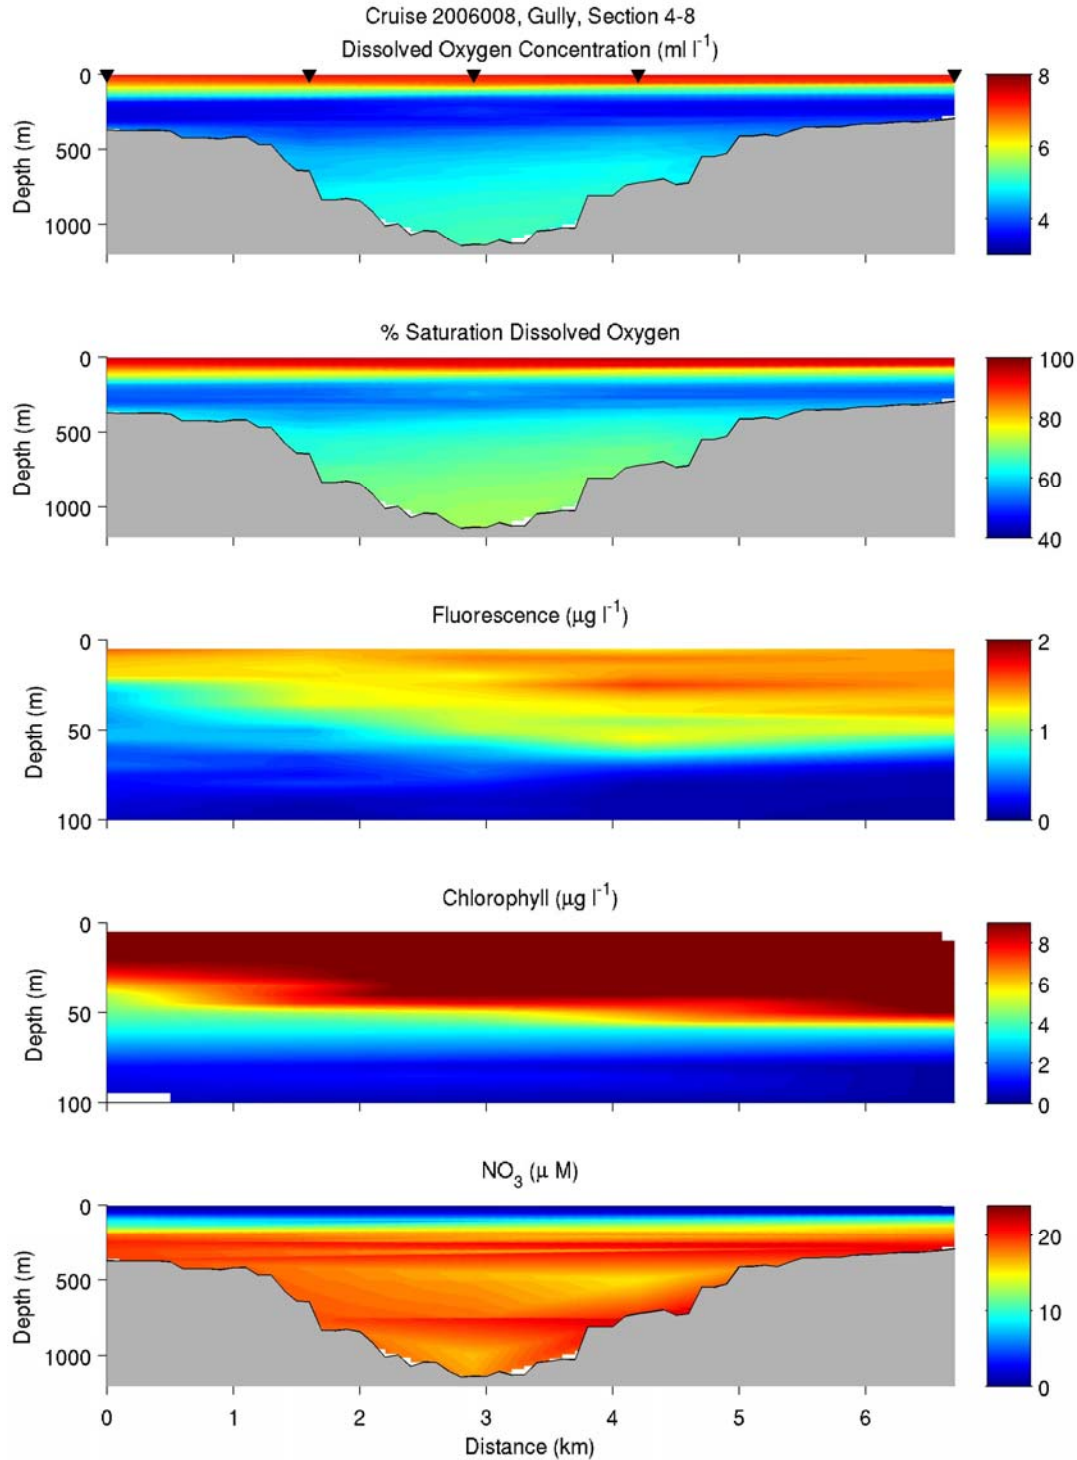 Cruise 2006008, Gully, Section 4-8
Dissolved Oxygen Concentration (ml l⁻¹)
0
500
1000
Depth (m)
8
6
4
% Saturation Dissolved Oxygen
0
500
1000
Depth (m)
100
80
60
40
Fluorescence (μg l⁻¹)
0
50
100
Depth (m)
2
1
0
Chlorophyll (μg l⁻¹)
0
50
100
Depth (m)
8
6
4
2
0
NO₃ (μ M)
0
500
1000
Depth (m)
20
10
0
0 1 2 3 4 5 6
Distance (km)